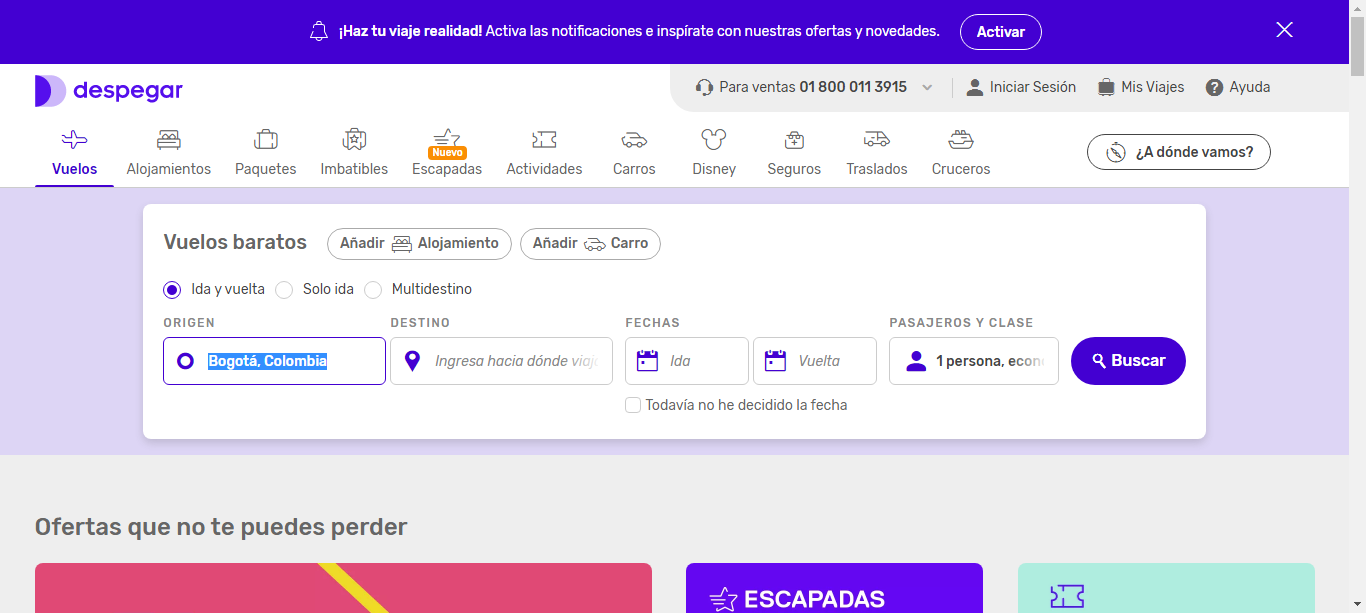 ¡Haz tu viaje realidad! Activa las notificaciones e inspírate con nuestras ofertas y novedades.
Activar
despegar
Para ventas 01 800 011 3915
Iniciar Sesión
Mis Viajes
Ayuda
Vuelos
Alojamientos
Paquetes
Imbatibles
Nuevo
Escapadas
Actividades
Carros
Disney
Seguros
Traslados
Cruceros
¿A dónde vamos?
Vuelos baratos
Añadir Alojamiento
Añadir Carro
Ida y vuelta
Solo ida
Multidestino
ORIGEN
DESTINO
FECHAS
PASAJEROS Y CLASE
Bogotá, Colombia
Ingresa hacia dónde viaj
Ida
Vuelta
1 persona, econ
Buscar
Todavía no he decidido la fecha
Ofertas que no te puedes perder
ESCAPADAS